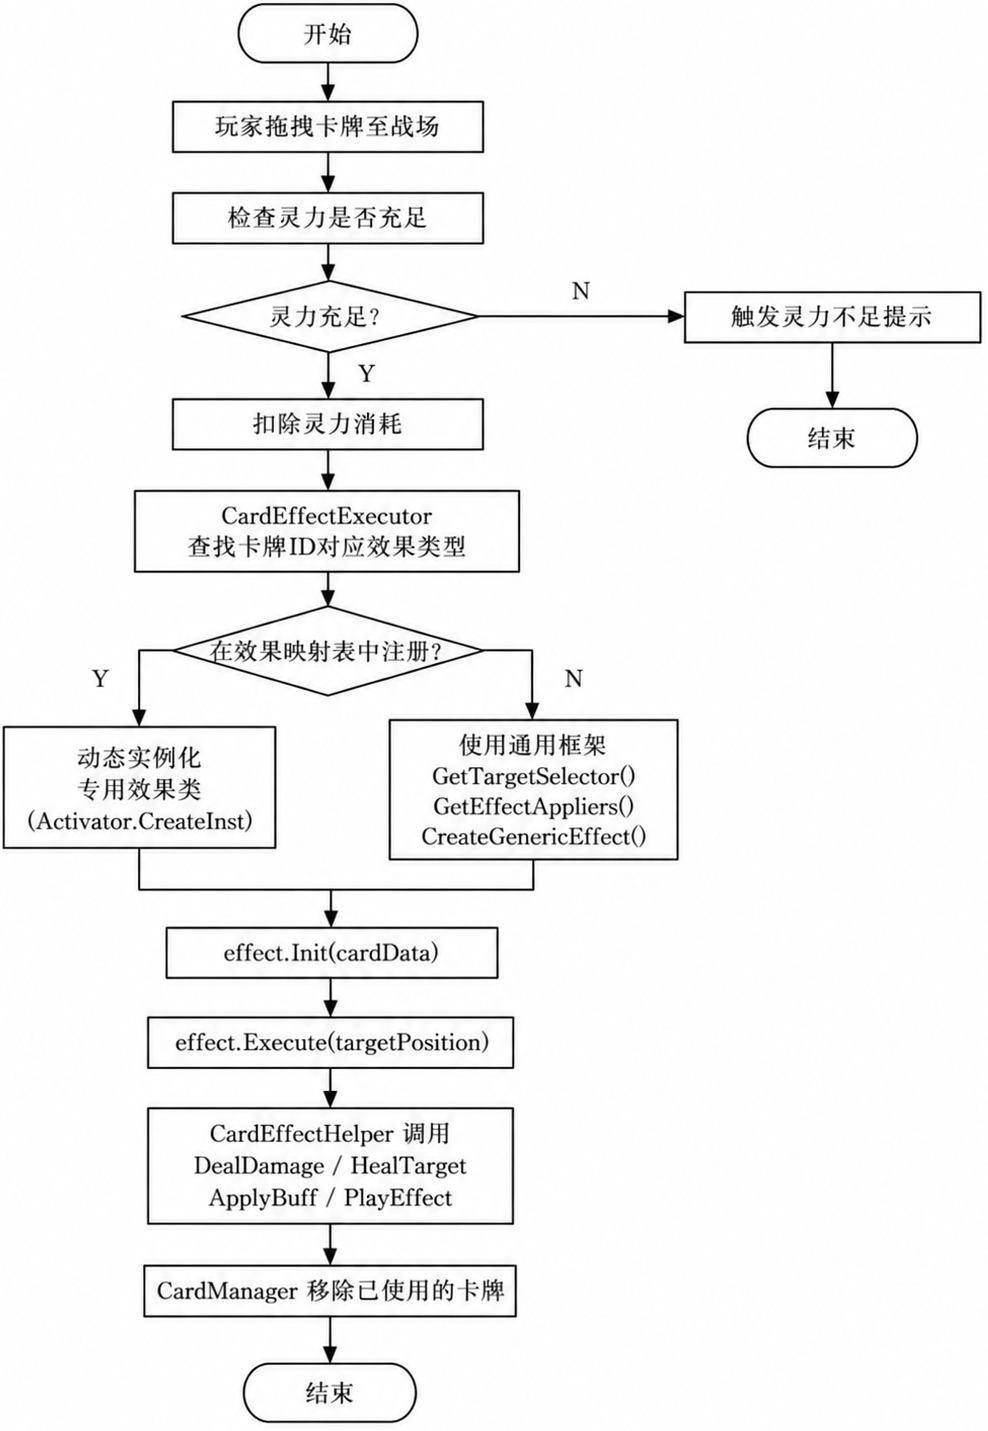 开始
玩家拖拽卡牌至战场
检查灵力是否充足
灵力充足?
N
触发灵力不足提示
结束
Y
扣除灵力消耗
CardEffectExecutor
查找卡牌ID对应效果类型
在效果映射表中注册?
Y
N
动态实例化
专用效果类
(Activator.CreateInst)
使用通用框架
GetTargetSelector()
GetEffectAppliers()
CreateGenericEffect()
effect.Init(cardData)
effect.Execute(targetPosition)
CardEffectHelper 调用
DealDamage / HealTarget
ApplyBuff / PlayEffect
CardManager 移除已使用的卡牌
结束